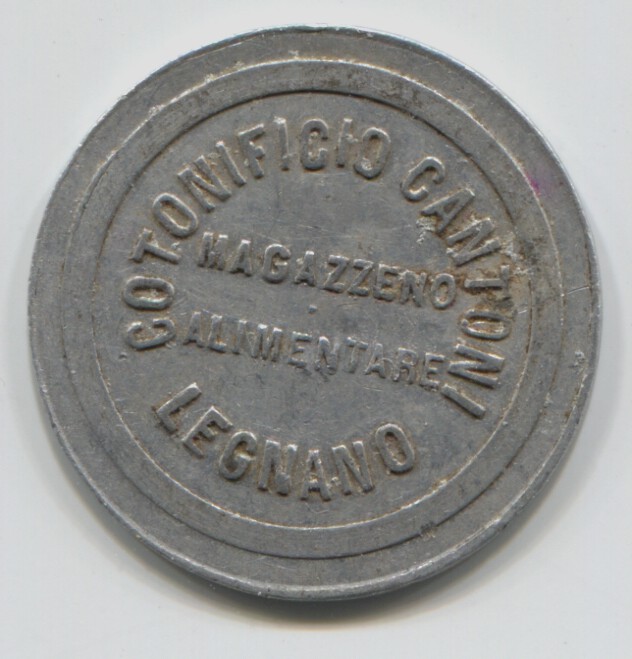 COTONIFICIO CANTONI
MAGAZZENO
ALIMENTARE
LEGNANO